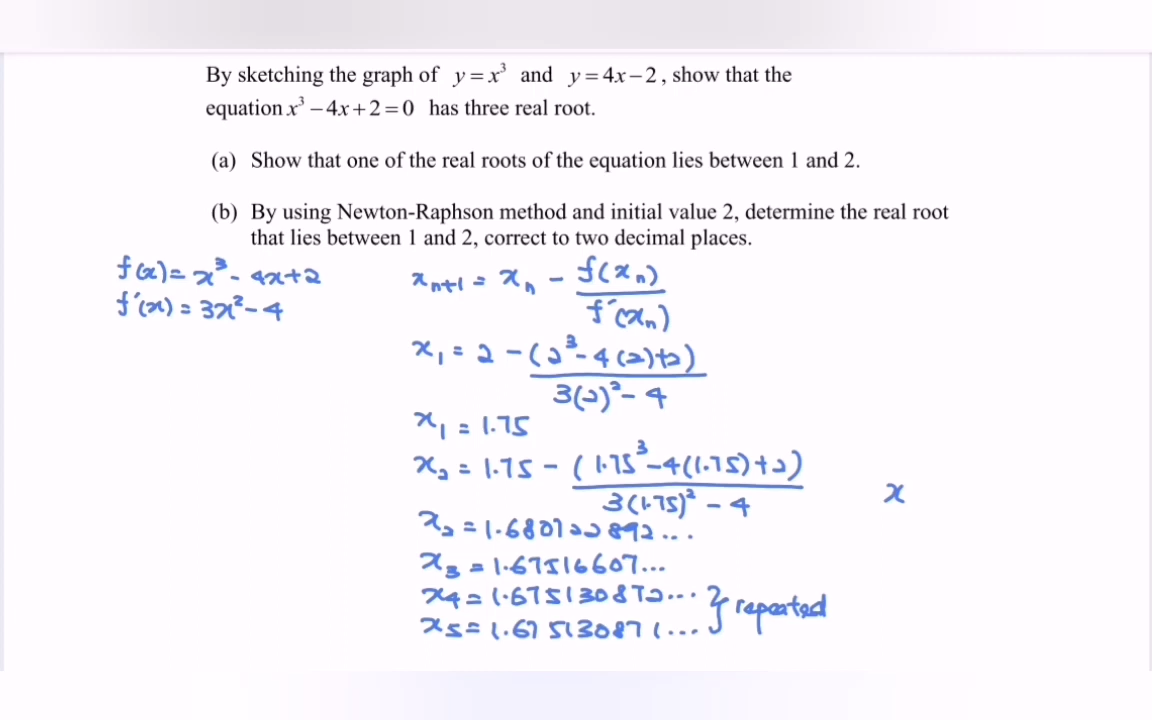 By sketching the graph of y = x³ and y = 4x − 2, show that the
equation x³ − 4x + 2 = 0 has three real root.
(a) Show that one of the real roots of the equation lies between 1 and 2.
(b) By using Newton-Raphson method and initial value 2, determine the real root
that lies between 1 and 2, correct to two decimal places.
f(x) = x³ - 4x + 2
f'(x) = 3x² - 4
xₙ₊₁ = xₙ - f(xₙ) / f'(xₙ)
x₁ = 2 - (2³ - 4(2) + 2) / 3(2)² - 4
x₁ = 1.75
x₂ = 1.75 - (1.75³ - 4(1.75) + 2) / 3(1.75)² - 4
x
x₂ = 1.680722892...
x₃ = 1.67516607...
x₄ = 1.675130872... } repeated
x₅ = 1.675130871...